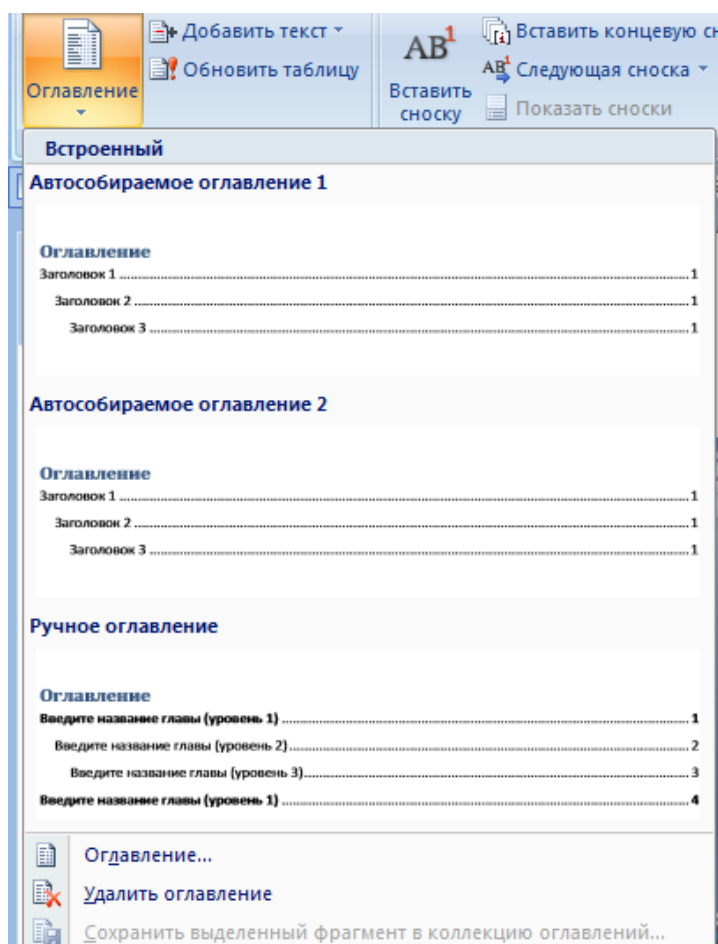 Оглавление
Добавить текст
Обновить таблицу
AB1
Вставить сноску
Вставить концевую
AB1 Следующая сноска
Показать сноски
Встроенный
Автособираемое оглавление 1
Оглавление
Заголовок 1 ... 1
Заголовок 2 ... 1
Заголовок 3 ... 1
Автособираемое оглавление 2
Оглавление
Заголовок 1 ... 1
Заголовок 2 ... 1
Заголовок 3 ... 1
Ручное оглавление
Оглавление
Введите название главы (уровень 1) ... 1
Введите название главы (уровень 2) ... 2
Введите название главы (уровень 3) ... 3
Введите название главы (уровень 1) ... 4
Оглавление...
Удалить оглавление
Сохранить выделенный фрагмент в коллекцию оглавлений...